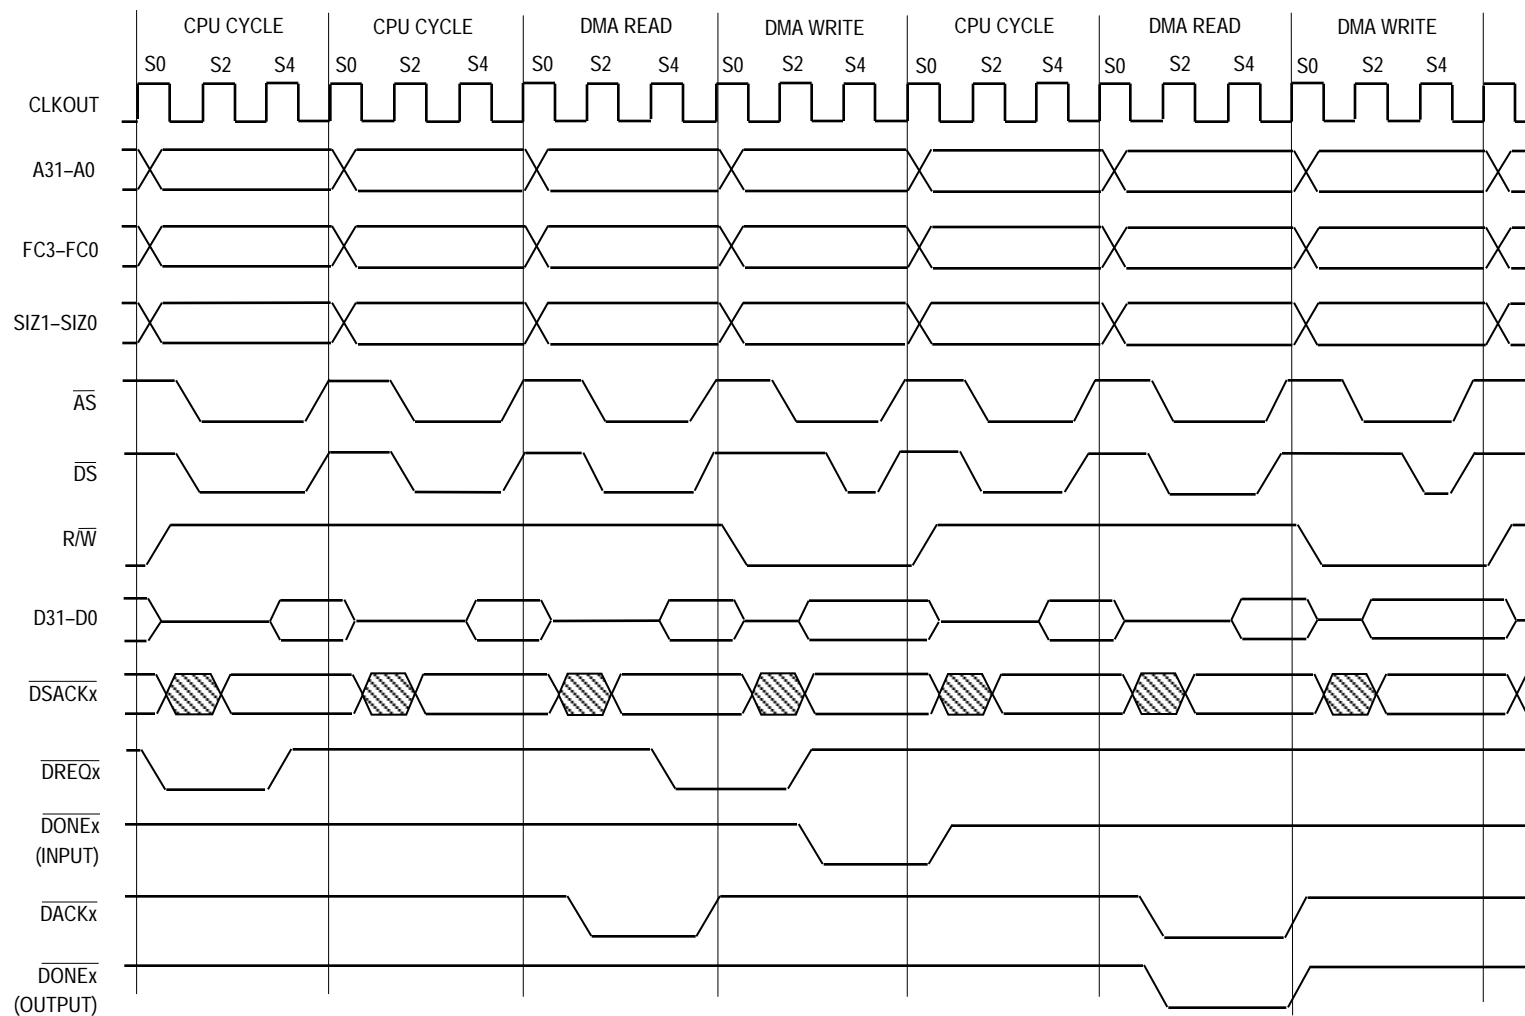 CPU CYCLE CPU CYCLE DMA READ DMA WRITE CPU CYCLE DMA READ DMA WRITE
S0 S2 S4 S0 S2 S4 S0 S2 S4 S0 S2 S4 S0 S2 S4 S0 S2 S4 S0 S2 S4
CLKOUT
A31–A0
FC3–FC0
SIZ1–SIZ0
AS
DS
R/W
D31–D0
DSACKx
DREQx
DONEx
(INPUT)
DACKx
DONEx
(OUTPUT)